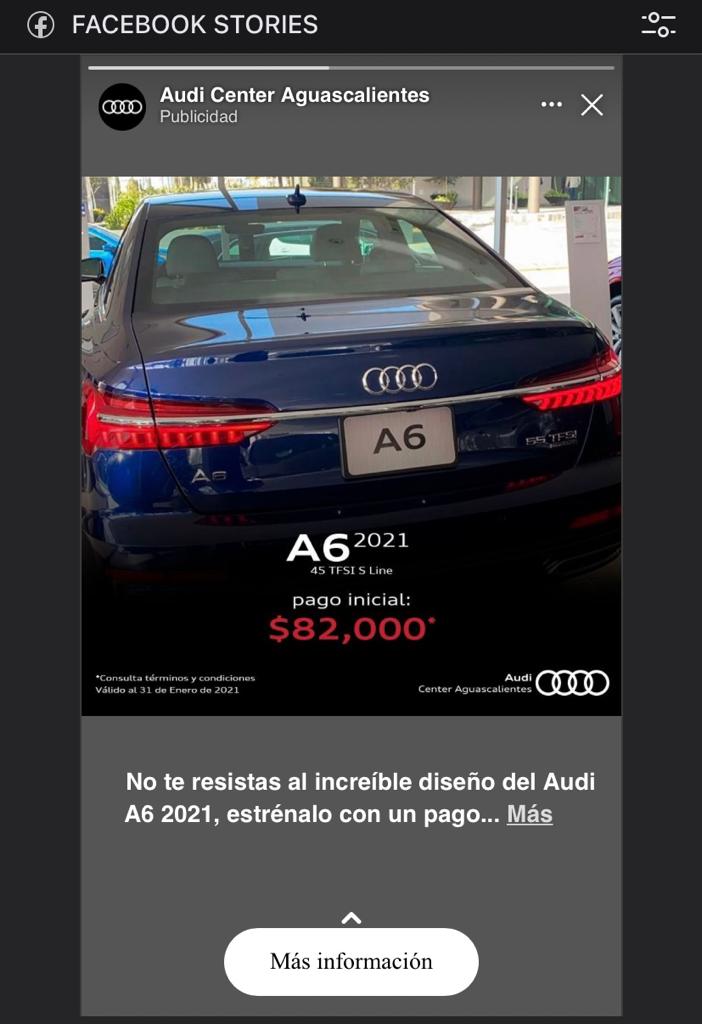 FACEBOOK STORIES
Audi Center Aguascalientes
Publicidad
A6
55 TFSI
A6
A6 2021
45 TFSI S Line
pago inicial:
$82,000*
*Consulta términos y condiciones
Válido al 31 de Enero de 2021
Audi
Center Aguascalientes
No te resistas al increíble diseño del Audi
A6 2021, estrénalo con un pago... Más
Más información